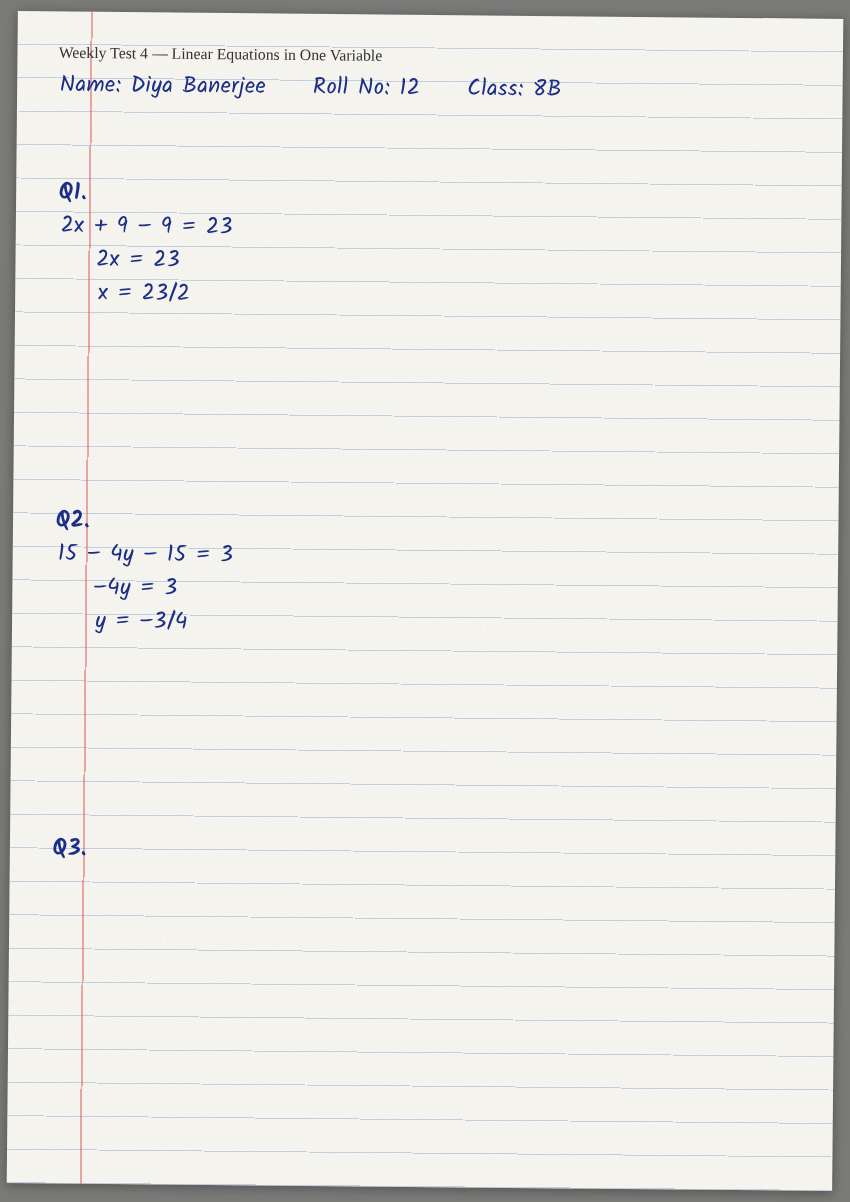 Weekly Test 4 — Linear Equations in One Variable
Name: Diya Banerjee Roll No: 12 Class: 8B
Q1.
2x + 9 − 9 = 23
2x = 23
x = 23/2
Q2.
15 − 4y − 15 = 3
−4y = 3
y = −3/4
Q3.